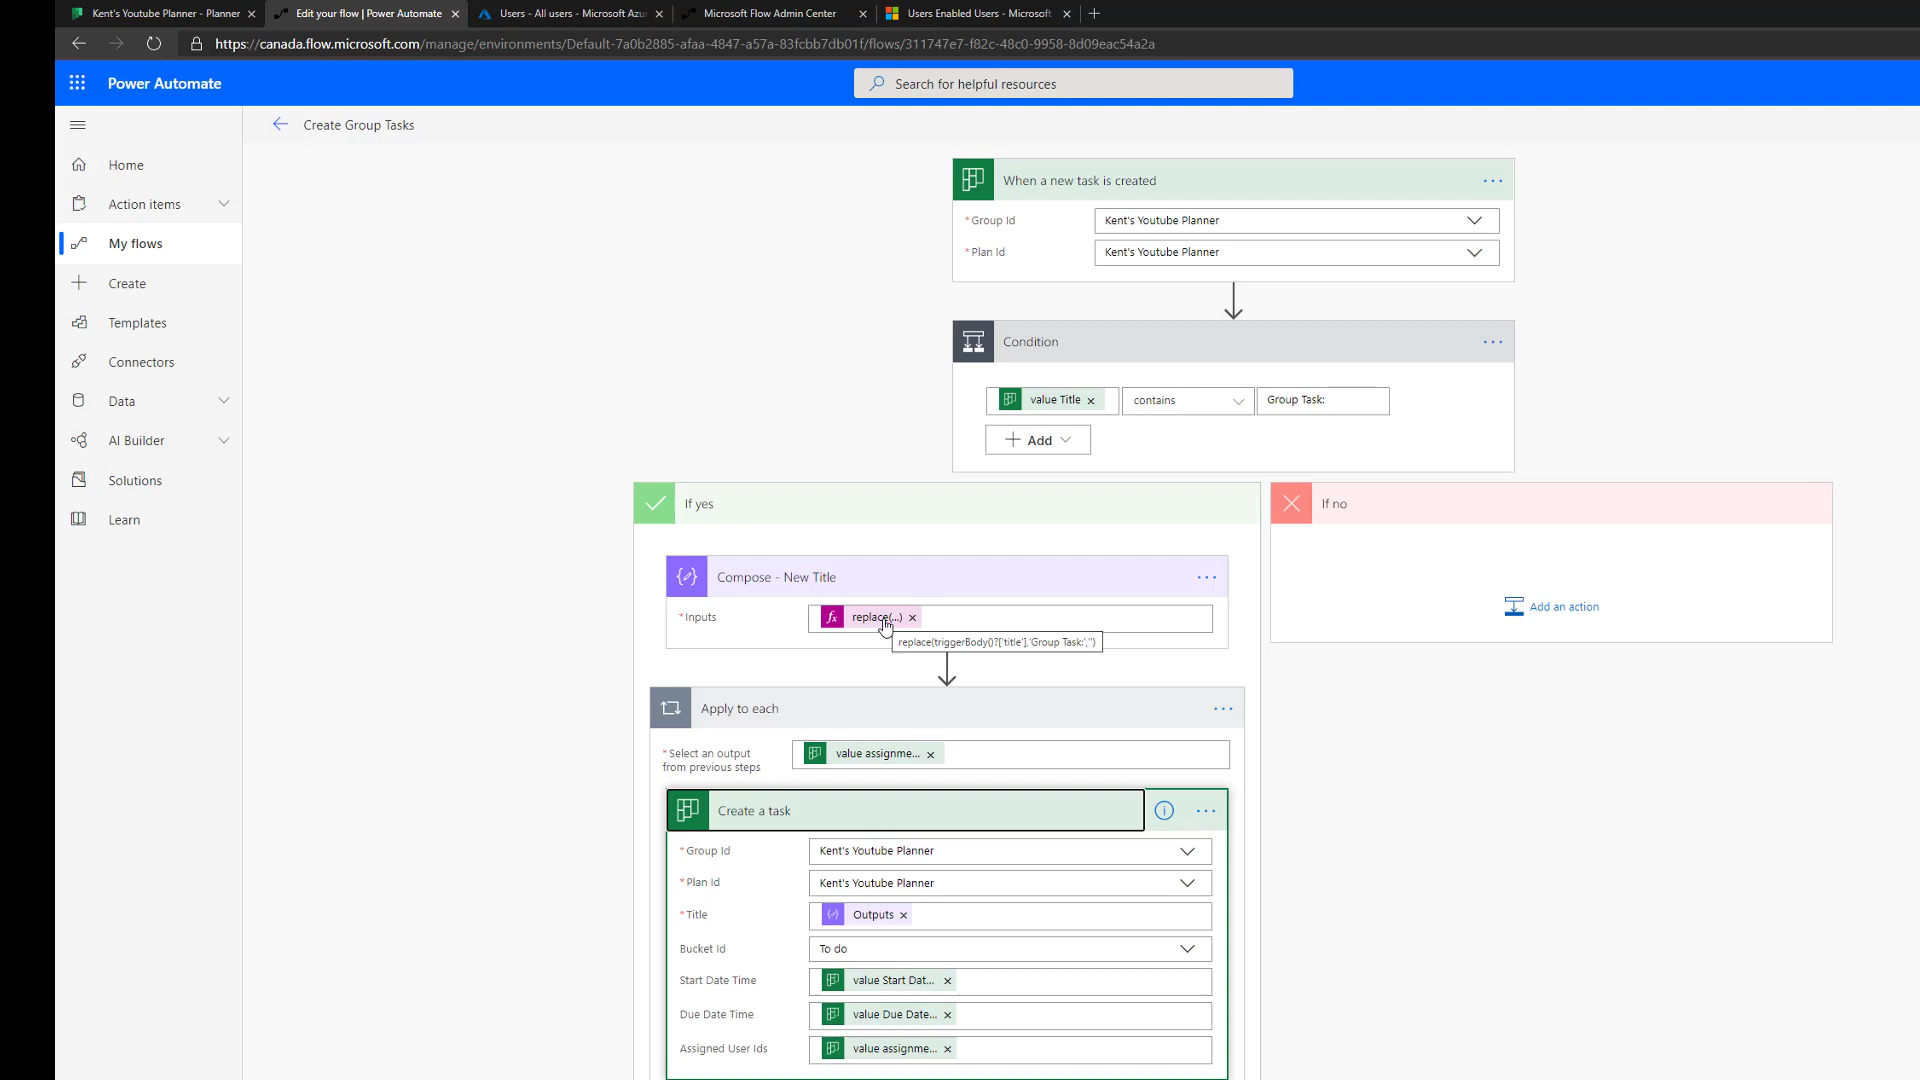 Kent's Youtube Planner - Planner
Edit your flow | Power Automate
Users - All users - Microsoft Azu
Microsoft Flow Admin Center
Users Enabled Users - Microsoft
https://canada.flow.microsoft.com/manage/environments/Default-7a0b2885-afaa-4847-a57a-83fcbb7db01f/flows/311747e7-f82c-48c0-9958-8d09eac54a2a
Power Automate
Search for helpful resources
Create Group Tasks
Home
Action items
My flows
Create
Templates
Connectors
Data
AI Builder
Solutions
Learn
When a new task is created
* Group Id
Kent's Youtube Planner
* Plan Id
Kent's Youtube Planner
Condition
value Title
contains
Group Task:
Add
If yes
Compose - New Title
* Inputs
replace(...)
replace(triggerBody()?['title'],'Group Task:','')
Apply to each
* Select an output
from previous steps
value assignme...
Create a task
* Group Id
Kent's Youtube Planner
* Plan Id
Kent's Youtube Planner
* Title
Outputs
Bucket Id
To do
Start Date Time
value Start Dat...
Due Date Time
value Due Date...
Assigned User Ids
value assignme...
If no
Add an action